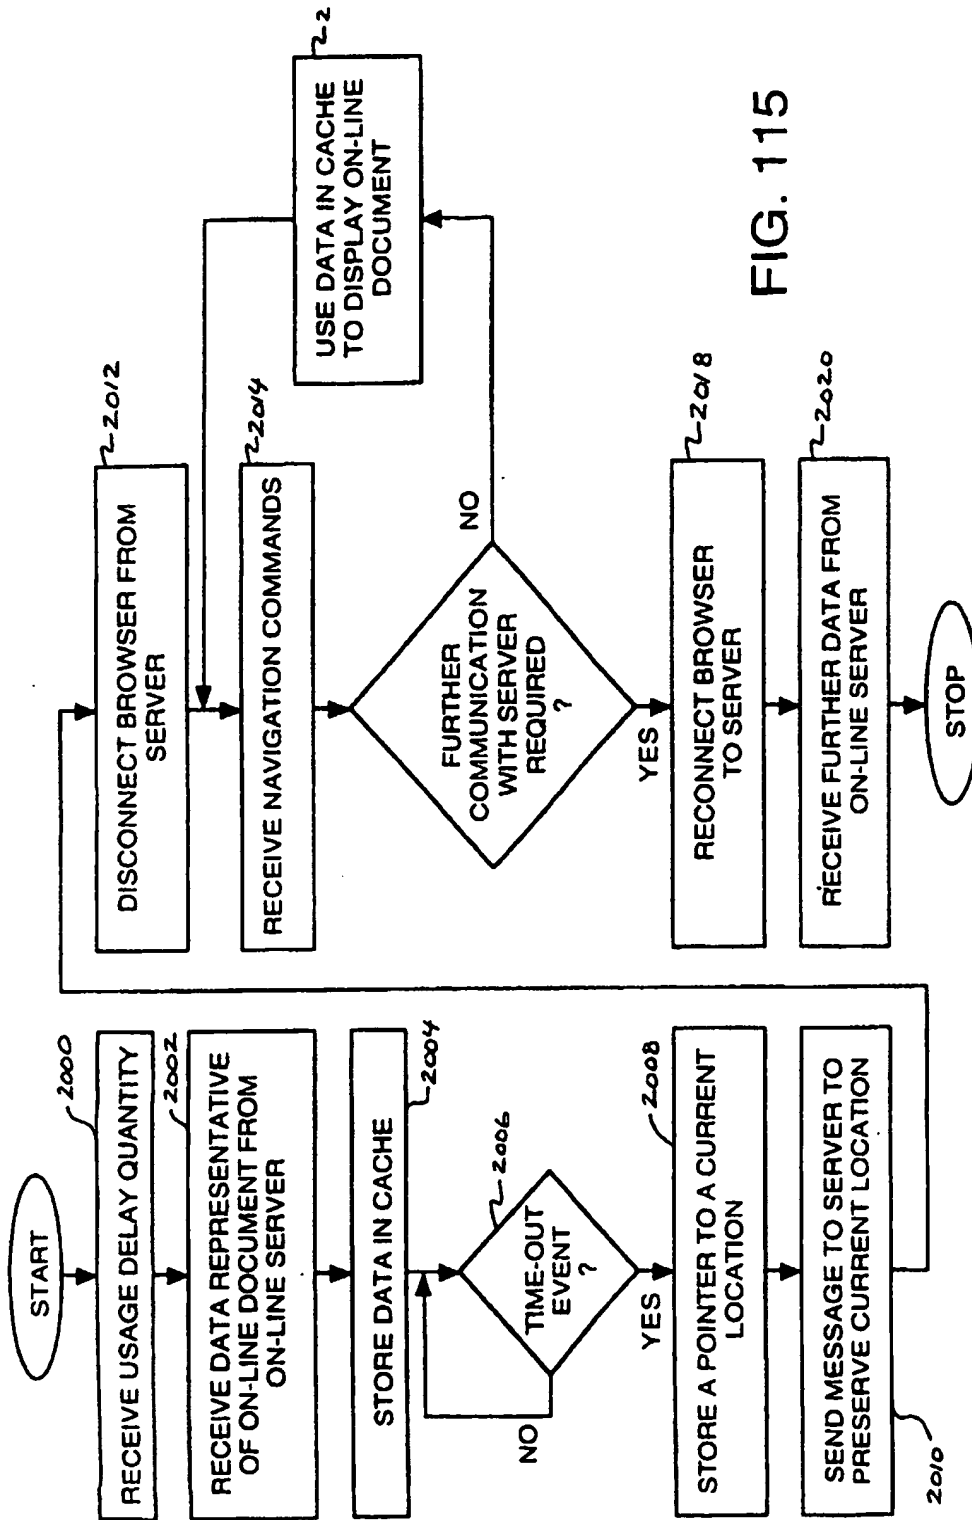 START
2000
RECEIVE USAGE DELAY QUANTITY
2002
RECEIVE DATA REPRESENTATIVE
OF ON-LINE DOCUMENT FROM
ON-LINE SERVER
STORE DATA IN CACHE
2004
TIME-OUT
EVENT
?
2006
NO
YES
2008
STORE A POINTER TO A CURRENT
LOCATION
SEND MESSAGE TO SERVER TO
PRESERVE CURRENT LOCATION
2010
2012
DISCONNECT BROWSER FROM
SERVER
2014
RECEIVE NAVIGATION COMMANDS
FURTHER
COMMUNICATION
WITH SERVER
REQUIRED
?
NO
YES
2-2
USE DATA IN CACHE
TO DISPLAY ON-LINE
DOCUMENT
2018
RECONNECT BROWSER
TO SERVER
2020
RECEIVE FURTHER DATA FROM
ON-LINE SERVER
STOP
FIG. 115